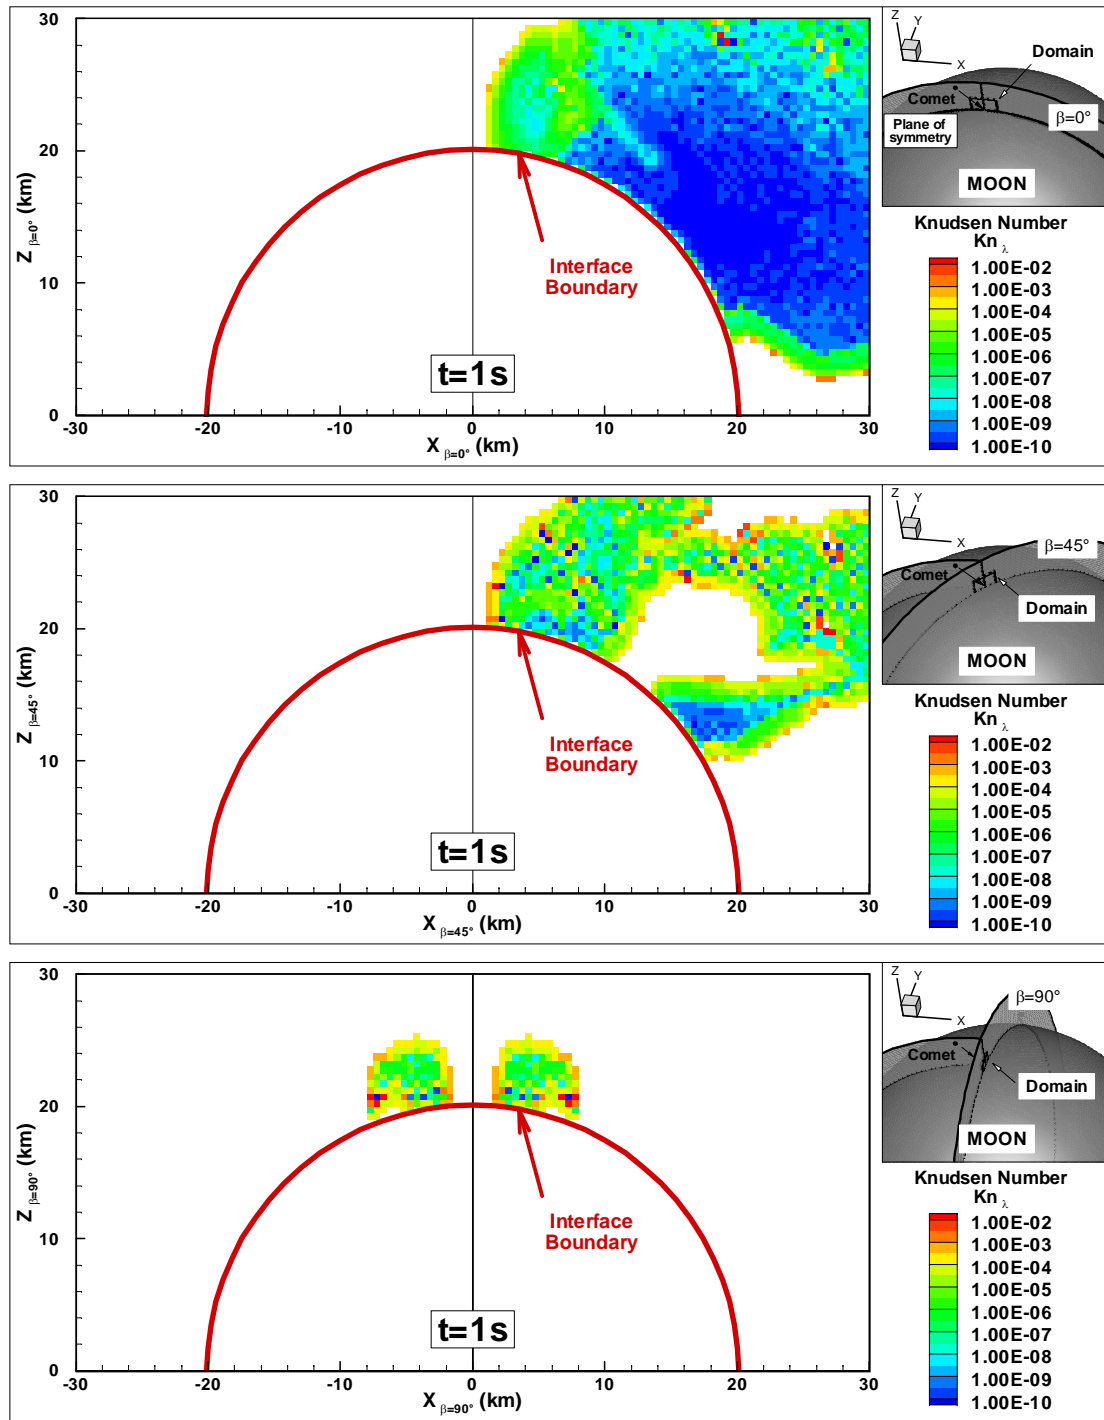 30
20
10
0
-30
-20
-10
0
10
20
30
Z β=0° (km)
X β=0° (km)
Interface
Boundary
t=1s
Z
Y
X
Domain
Comet
β=0°
Plane of
symmetry
MOON
Knudsen Number
Kn λ
1.00E-02
1.00E-03
1.00E-04
1.00E-05
1.00E-06
1.00E-07
1.00E-08
1.00E-09
1.00E-10
30
20
10
0
-30
-20
-10
0
10
20
30
Z β=45° (km)
X β=45° (km)
Interface
Boundary
t=1s
Z
Y
X
β=45°
Comet
Domain
MOON
Knudsen Number
Kn λ
1.00E-02
1.00E-03
1.00E-04
1.00E-05
1.00E-06
1.00E-07
1.00E-08
1.00E-09
1.00E-10
30
20
10
0
-30
-20
-10
0
10
20
30
Z β=90° (km)
X β=90° (km)
Interface
Boundary
t=1s
Z
Y
X
β=90°
Comet
Domain
MOON
Knudsen Number
Kn λ
1.00E-02
1.00E-03
1.00E-04
1.00E-05
1.00E-06
1.00E-07
1.00E-08
1.00E-09
1.00E-10